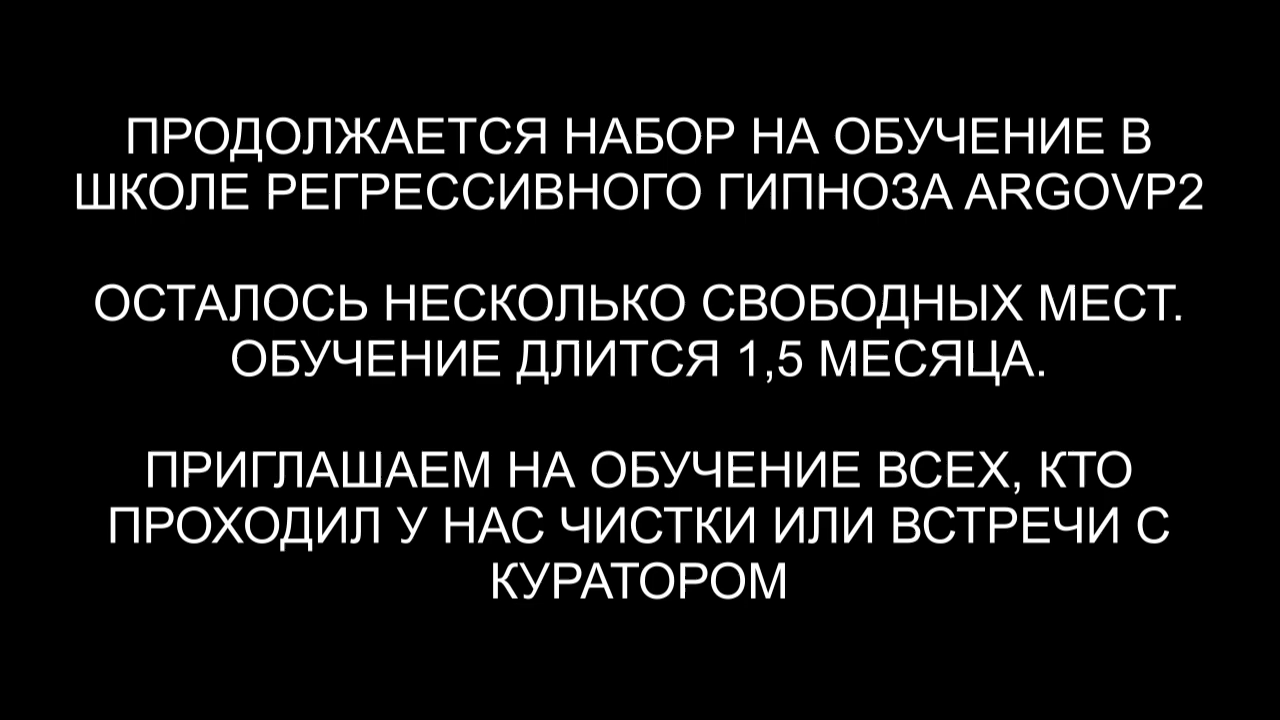 ПРОДОЛЖАЕТСЯ НАБОР НА ОБУЧЕНИЕ В
ШКОЛЕ РЕГРЕССИВНОГО ГИПНОЗА ARGOVP2
ОСТАЛОСЬ НЕСКОЛЬКО СВОБОДНЫХ МЕСТ.
ОБУЧЕНИЕ ДЛИТСЯ 1,5 МЕСЯЦА.
ПРИГЛАШАЕМ НА ОБУЧЕНИЕ ВСЕХ, КТО
ПРОХОДИЛ У НАС ЧИСТКИ ИЛИ ВСТРЕЧИ С
КУРАТОРОМ